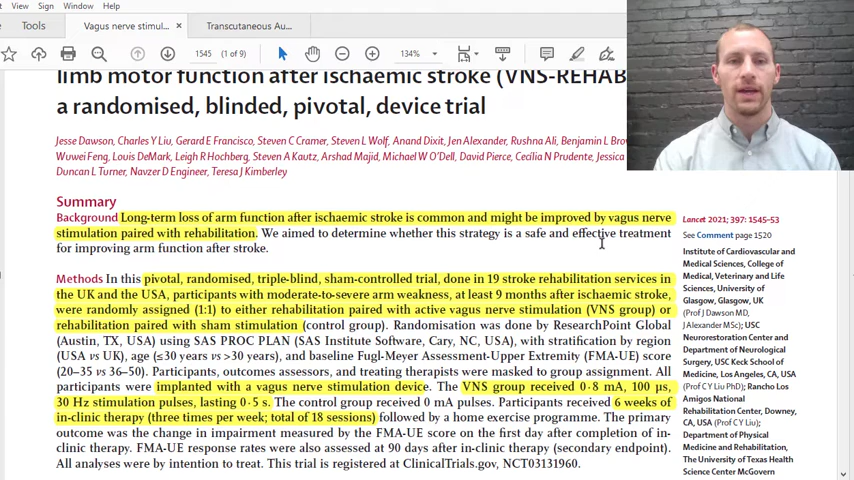 View Sign Window Help
Tools
Vagus nerve stimul... ×
Transcutaneous Au...
1545 (1 of 9)
134%
limb motor function after ischaemic stroke (VNS-REHAB
a randomised, blinded, pivotal, device trial
Jesse Dawson, Charles Y Liu, Gerard E Francisco, Steven C Cramer, Steven L Wolf, Anand Dixit, Jen Alexander, Rushna Ali, Benjamin L Bro
Wuwei Feng, Louis DeMark, Leigh R Hochberg, Steven A Kautz, Arshad Majid, Michael W O'Dell, David Pierce, Cecília N Prudente, Jessica
Duncan L Turner, Navzer D Engineer, Teresa J Kimberley
Summary
Background Long-term loss of arm function after ischaemic stroke is common and might be improved by vagus nerve
stimulation paired with rehabilitation. We aimed to determine whether this strategy is a safe and effective treatment
for improving arm function after stroke.
Methods In this pivotal, randomised, triple-blind, sham-controlled trial, done in 19 stroke rehabilitation services in
the UK and the USA, participants with moderate-to-severe arm weakness, at least 9 months after ischaemic stroke,
were randomly assigned (1:1) to either rehabilitation paired with active vagus nerve stimulation (VNS group) or
rehabilitation paired with sham stimulation (control group). Randomisation was done by ResearchPoint Global
(Austin, TX, USA) using SAS PROC PLAN (SAS Institute Software, Cary, NC, USA), with stratification by region
(USA vs UK), age (≤30 years vs >30 years), and baseline Fugl-Meyer Assessment-Upper Extremity (FMA-UE) score
(20–35 vs 36–50). Participants, outcomes assessors, and treating therapists were masked to group assignment. All
participants were implanted with a vagus nerve stimulation device. The VNS group received 0·8 mA, 100 µs,
30 Hz stimulation pulses, lasting 0·5 s. The control group received 0 mA pulses. Participants received 6 weeks of
in-clinic therapy (three times per week; total of 18 sessions) followed by a home exercise programme. The primary
outcome was the change in impairment measured by the FMA-UE score on the first day after completion of in-
clinic therapy. FMA-UE response rates were also assessed at 90 days after in-clinic therapy (secondary endpoint).
All analyses were by intention to treat. This trial is registered at ClinicalTrials.gov, NCT03131960.
Lancet 2021; 397: 1545–53
See Comment page 1520
Institute of Cardiovascular and
Medical Sciences, College of
Medical, Veterinary and Life
Sciences, University of
Glasgow, Glasgow, UK
(Prof J Dawson MD,
J Alexander MSc); USC
Neurorestoration Center and
Department of Neurological
Surgery, USC Keck School of
Medicine, Los Angeles, CA, USA
(Prof C Y Liu PhD); Rancho Los
Amigos National
Rehabilitation Center, Downey,
CA, USA (Prof C Y Liu);
Department of Physical
Medicine and Rehabilitation,
The University of Texas Health
Science Center McGovern